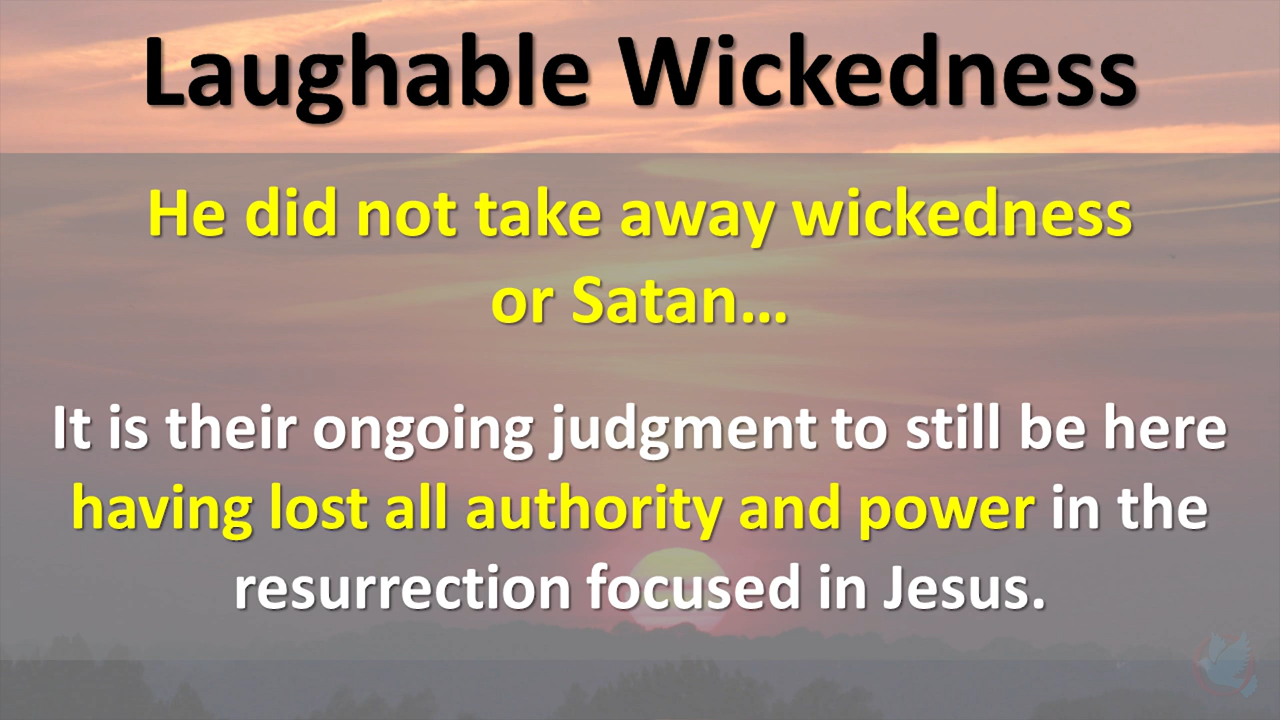 Laughable Wickedness
He did not take away wickedness
or Satan…
It is their ongoing judgment to still be here
having lost all authority and power in the
resurrection focused in Jesus.